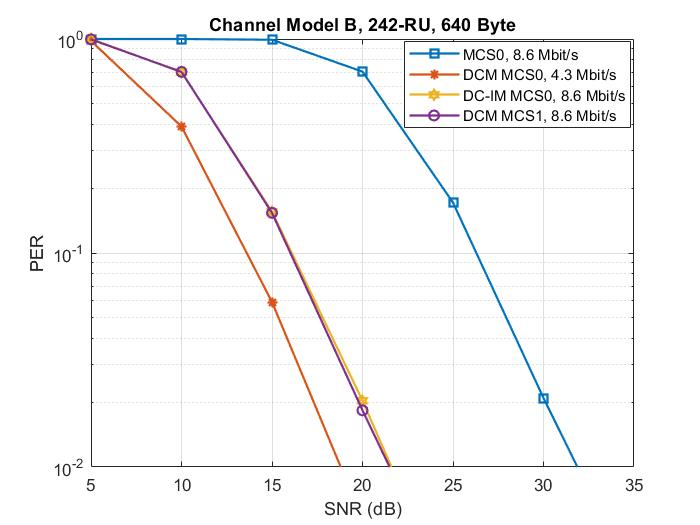 Channel Model B, 242-RU, 640 Byte
10^0
MCS0, 8.6 Mbit/s
DCM MCS0, 4.3 Mbit/s
DC-IM MCS0, 8.6 Mbit/s
DCM MCS1, 8.6 Mbit/s
PER
10^-1
10^-2
5 10 15 20 25 30 35
SNR (dB)